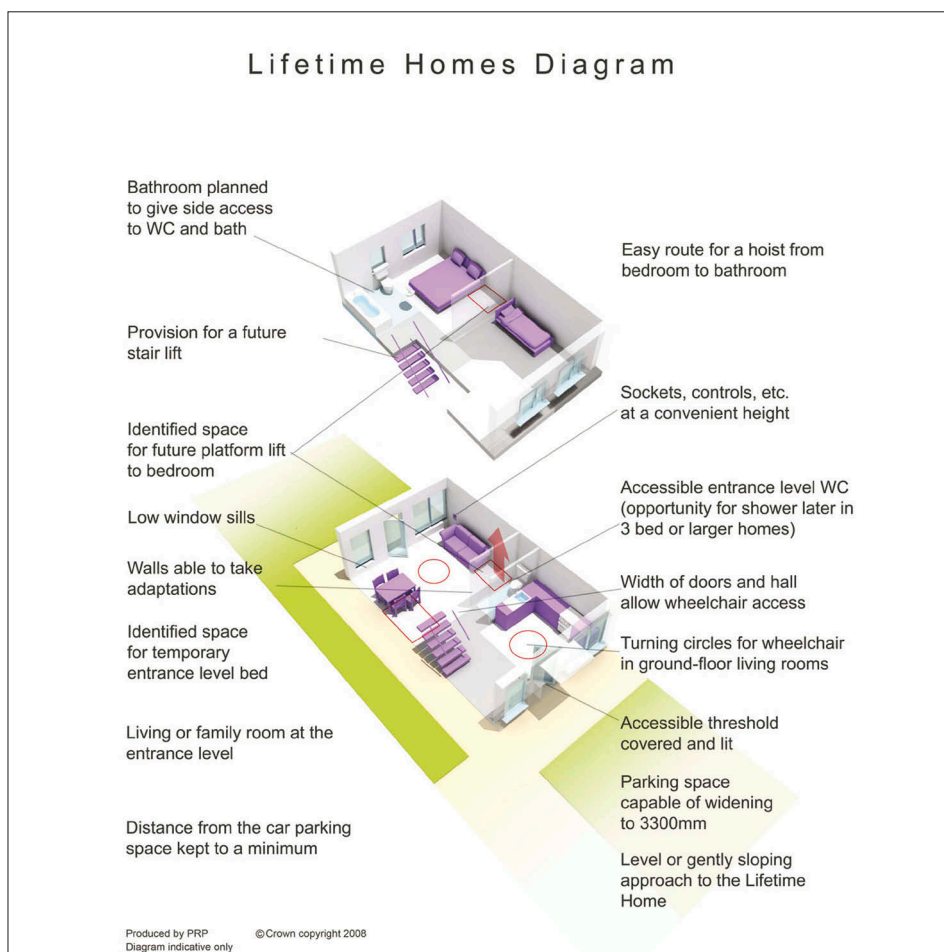 Lifetime Homes Diagram
Bathroom planned
to give side access
to WC and bath
Provision for a future
stair lift
Identified space
for future platform lift
to bedroom
Low window sills
Walls able to take
adaptations
Identified space
for temporary
entrance level bed
Living or family room at the
entrance level
Distance from the car parking
space kept to a minimum
Easy route for a hoist from
bedroom to bathroom
Sockets, controls, etc.
at a convenient height
Accessible entrance level WC
(opportunity for shower later in
3 bed or larger homes)
Width of doors and hall
allow wheelchair access
Turning circles for wheelchair
in ground-floor living rooms
Accessible threshold
covered and lit
Parking space
capable of widening
to 3300mm
Level or gently sloping
approach to the Lifetime
Home
Produced by PRP © Crown copyright 2008
Diagram indicative only